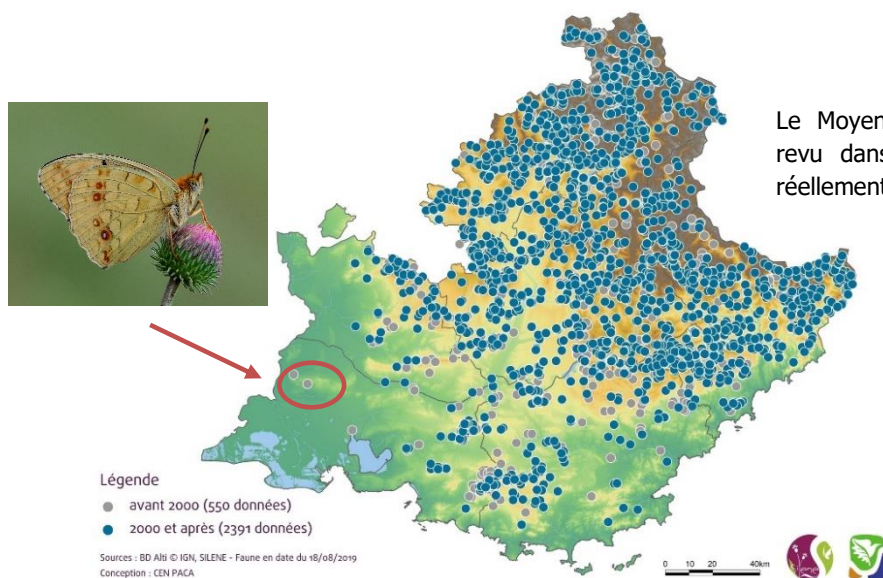 Le Moyen
revu dans
réellement
Légende
avant 2000 (550 données)
2000 et après (2391 données)
Sources : BD Alti © IGN, SILENE - Faune en date du 18/08/2019
Conception : CEN PACA
0 10 20 40km